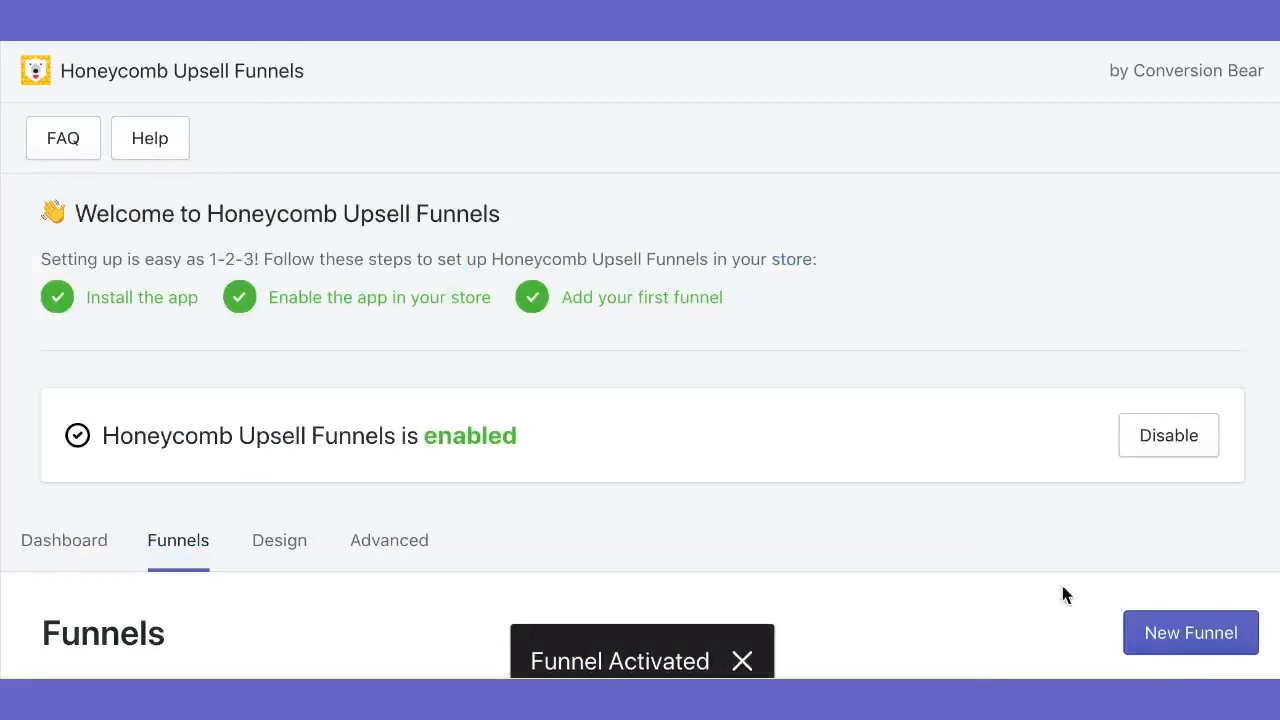 Honeycomb Upsell Funnels
by Conversion Bear
FAQ
Help
👋 Welcome to Honeycomb Upsell Funnels
Setting up is easy as 1-2-3! Follow these steps to set up Honeycomb Upsell Funnels in your store:
Install the app
Enable the app in your store
Add your first funnel
Honeycomb Upsell Funnels is enabled
Disable
Dashboard
Funnels
Design
Advanced
Funnels
New Funnel
Funnel Activated